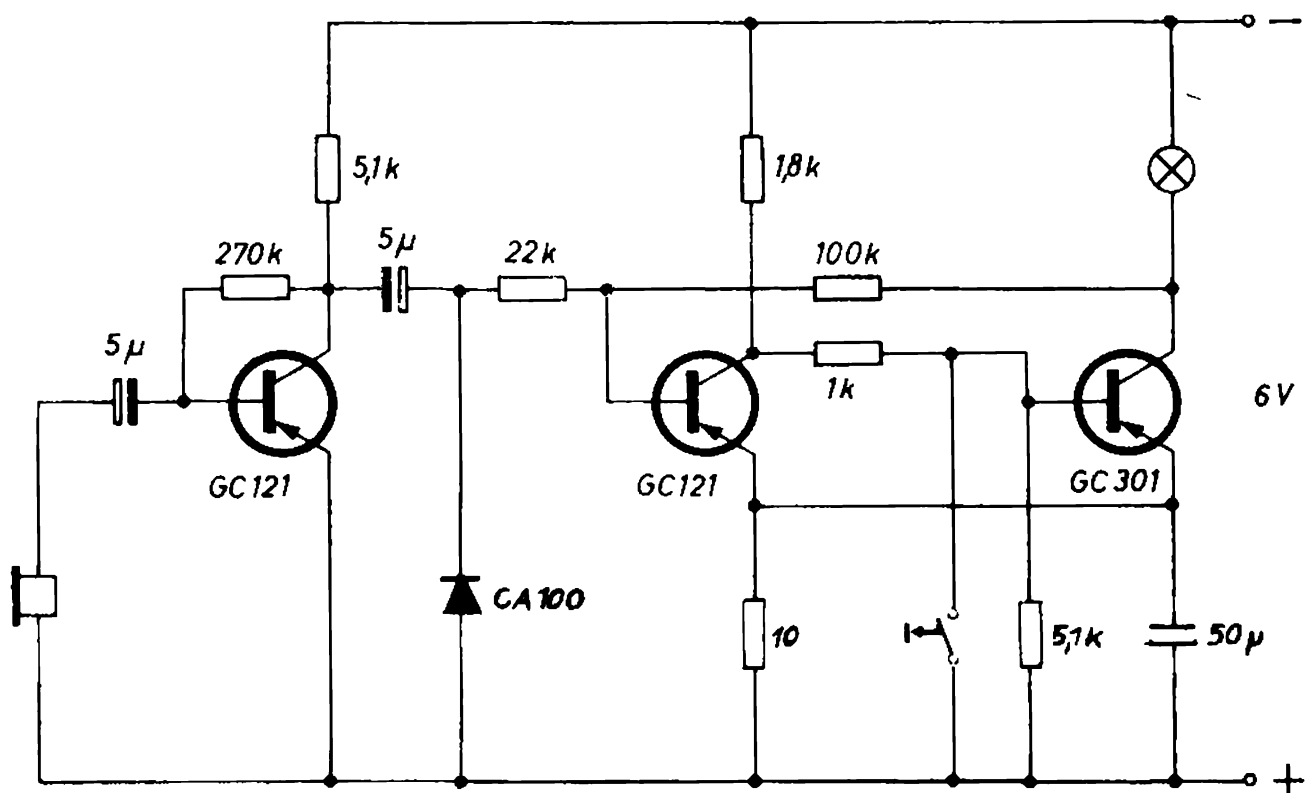 −
5,1k
1,8k
270k
5µ
22k
100k
5µ
1k
6V
GC121
GC121
GC301
CA100
10
5,1k
50µ
+